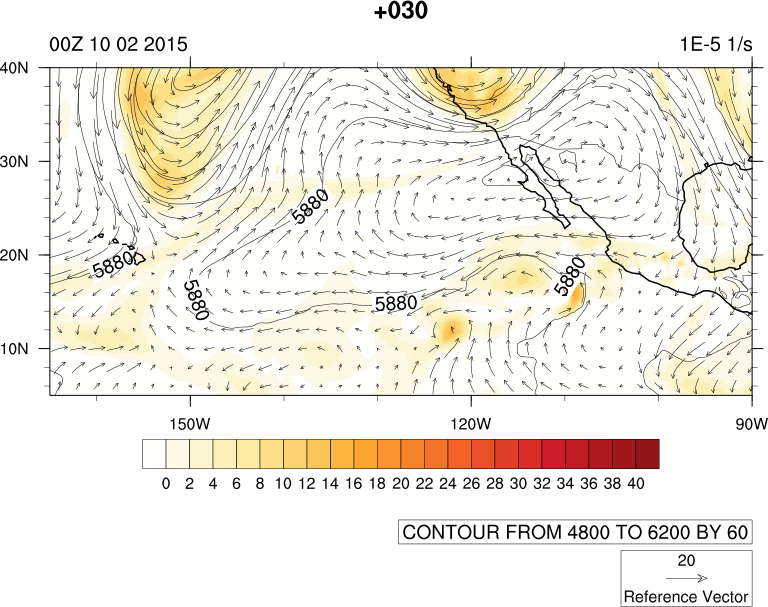 +030
00Z 10 02 2015
1E-5 1/s
40N
30N
5880
20N
5880
5880
5880
5880
10N
150W
120W
90W
0 2 4 6 8 10 12 14 16 18 20 22 24 26 28 30 32 34 36 38 40
CONTOUR FROM 4800 TO 6200 BY 60
20
Reference Vector